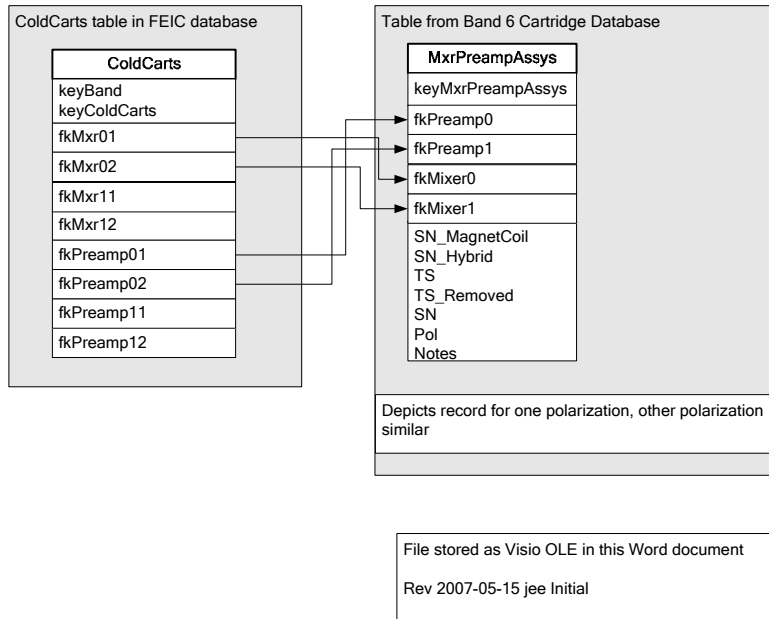 ColdCarts table in FEIC database
ColdCarts
keyBand
keyColdCarts
fkMxr01
fkMxr02
fkMxr11
fkMxr12
fkPreamp01
fkPreamp02
fkPreamp11
fkPreamp12
Table from Band 6 Cartridge Database
MxrPreampAssys
keyMxrPreampAssys
fkPreamp0
fkPreamp1
fkMixer0
fkMixer1
SN_MagnetCoil
SN_Hybrid
TS
TS_Removed
SN
Pol
Notes
Depicts record for one polarization, other polarization
similar
File stored as Visio OLE in this Word document
Rev 2007-05-15 jee Initial